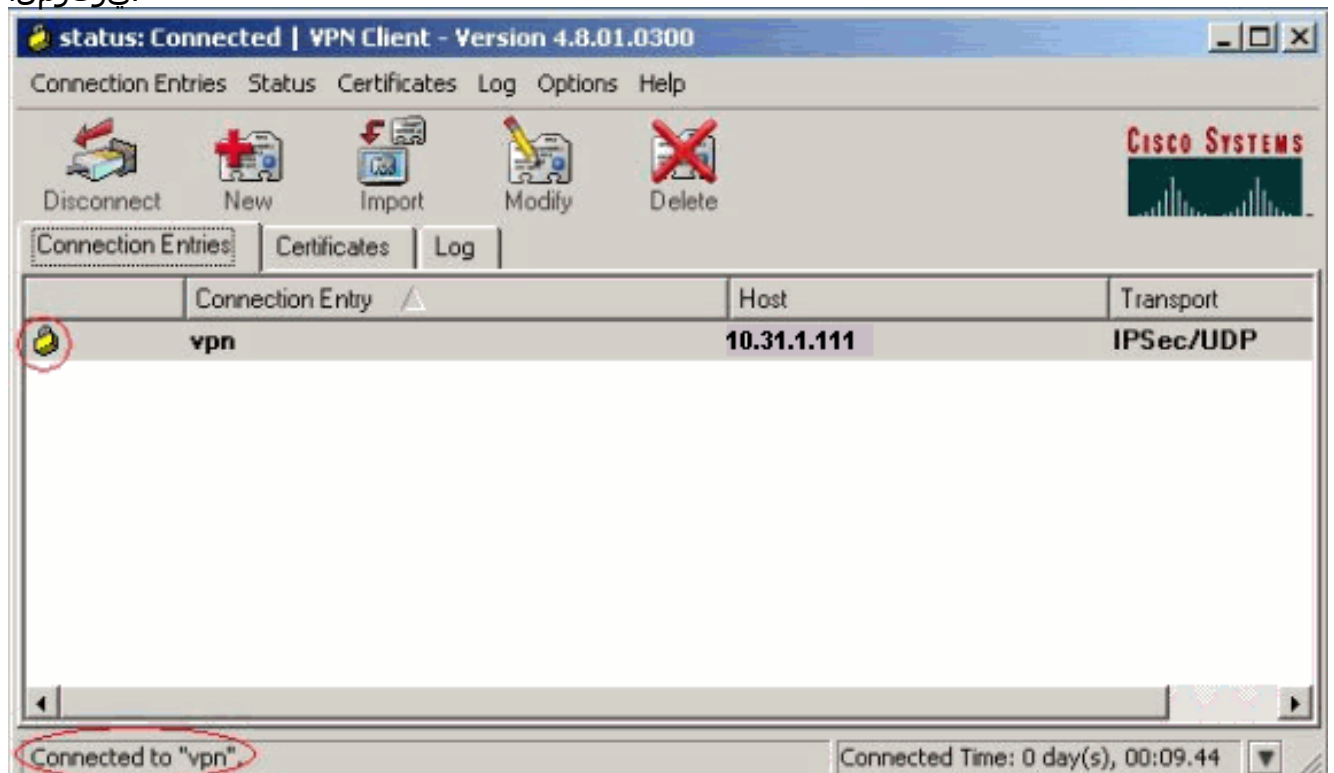 status: Connected | VPN Client - Version 4.8.01.0300
Connection Entries Status Certificates Log Options Help
CISCO SYSTEMS
Disconnect New Import Modify Delete
Connection Entries Certificates Log
Connection Entry Host Transport
vpn 10.31.1.111 IPSec/UDP
Connected to "vpn".
Connected Time: 0 day(s), 00:09.44